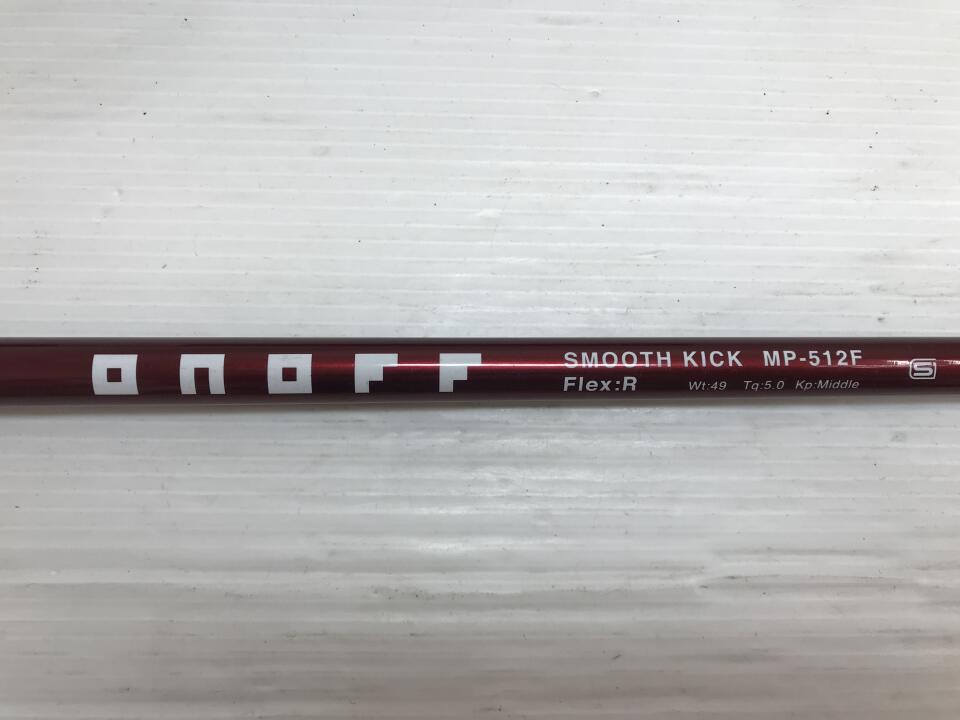 onoff
SMOOTH KICK MP-512F
Flex:R Wt:49 Tq:5.0 Kp:Middle
S